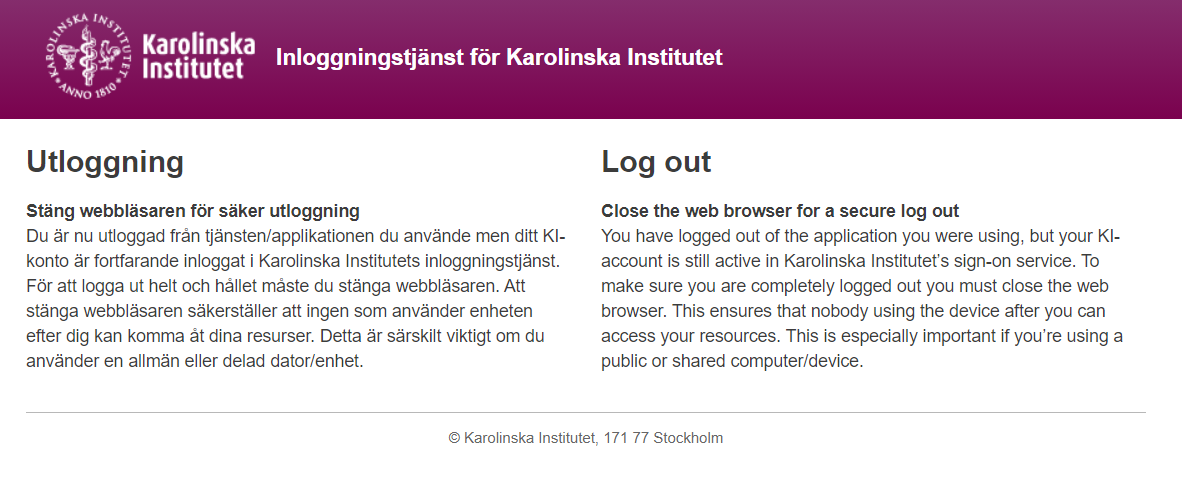 KAROLINSKA INSTITUTET
ANNO 1810
Karolinska
Institutet
Inloggningstjänst för Karolinska Institutet
Utloggning
Stäng webbläsaren för säker utloggning
Du är nu utloggad från tjänsten/applikationen du använde men ditt KI-
konto är fortfarande inloggat i Karolinska Institutets inloggningstjänst.
För att logga ut helt och hållet måste du stänga webbläsaren. Att
stänga webbläsaren säkerställer att ingen som använder enheten
efter dig kan komma åt dina resurser. Detta är särskilt viktigt om du
använder en allmän eller delad dator/enhet.
Log out
Close the web browser for a secure log out
You have logged out of the application you were using, but your KI-
account is still active in Karolinska Institutet’s sign-on service. To
make sure you are completely logged out you must close the web
browser. This ensures that nobody using the device after you can
access your resources. This is especially important if you’re using a
public or shared computer/device.
© Karolinska Institutet, 171 77 Stockholm